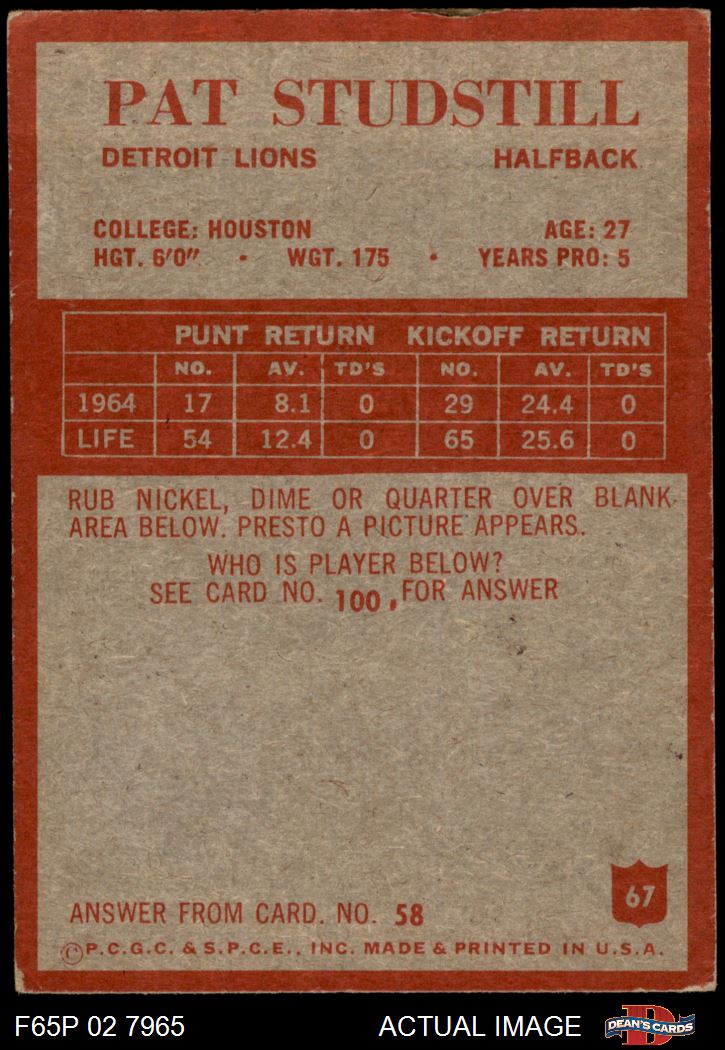 PAT STUDSTILL
DETROIT LIONS HALFBACK
COLLEGE: HOUSTON AGE: 27
HGT. 6'0" • WGT. 175 • YEARS PRO: 5
PUNT RETURN KICKOFF RETURN
NO. AV. TD'S NO. AV. TD'S
1964 17 8.1 0 29 24.4 0
LIFE 54 12.4 0 65 25.6 0
RUB NICKEL, DIME OR QUARTER OVER BLANK
AREA BELOW. PRESTO A PICTURE APPEARS.
WHO IS PLAYER BELOW?
SEE CARD NO. 100, FOR ANSWER
67
ANSWER FROM CARD. NO. 58
©P.C.G.C. & S.P.C.E., INC. MADE & PRINTED IN U.S.A.
F65P 02 7965 ACTUAL IMAGE DEAN'S CARDS